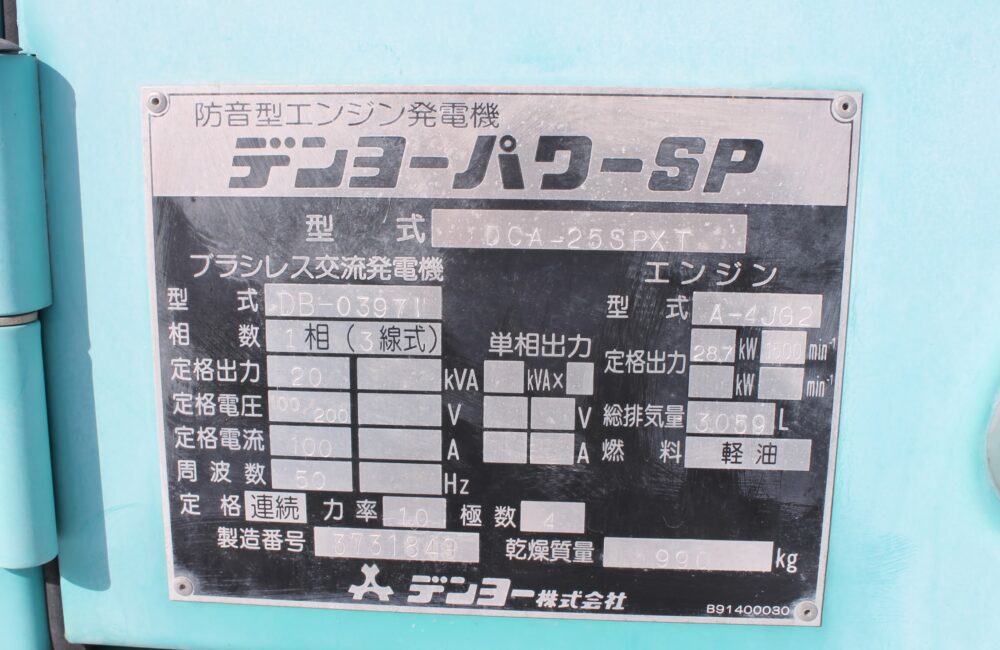 防音型エンジン発電機
デンヨーパワーSP
型 式 DCA-25SPXT
ブラシレス交流発電機
型 式 DB-0397I
相 数 1相(3線式)
定格出力 20 kVA
定格電圧 100/200 V
定格電流 100 A
周波数 50 Hz
単相出力
kVA×
V
A
エンジン
型 式 A-4JG2
定格出力 28.7 kW 1500 min⁻¹
kW min⁻¹
総排気量 3.059 L
燃 料 軽油
定格 連続 力率 1.0 極数 4
製造番号 3731849 乾燥質量 990 kg
デンヨー株式会社
B91400030